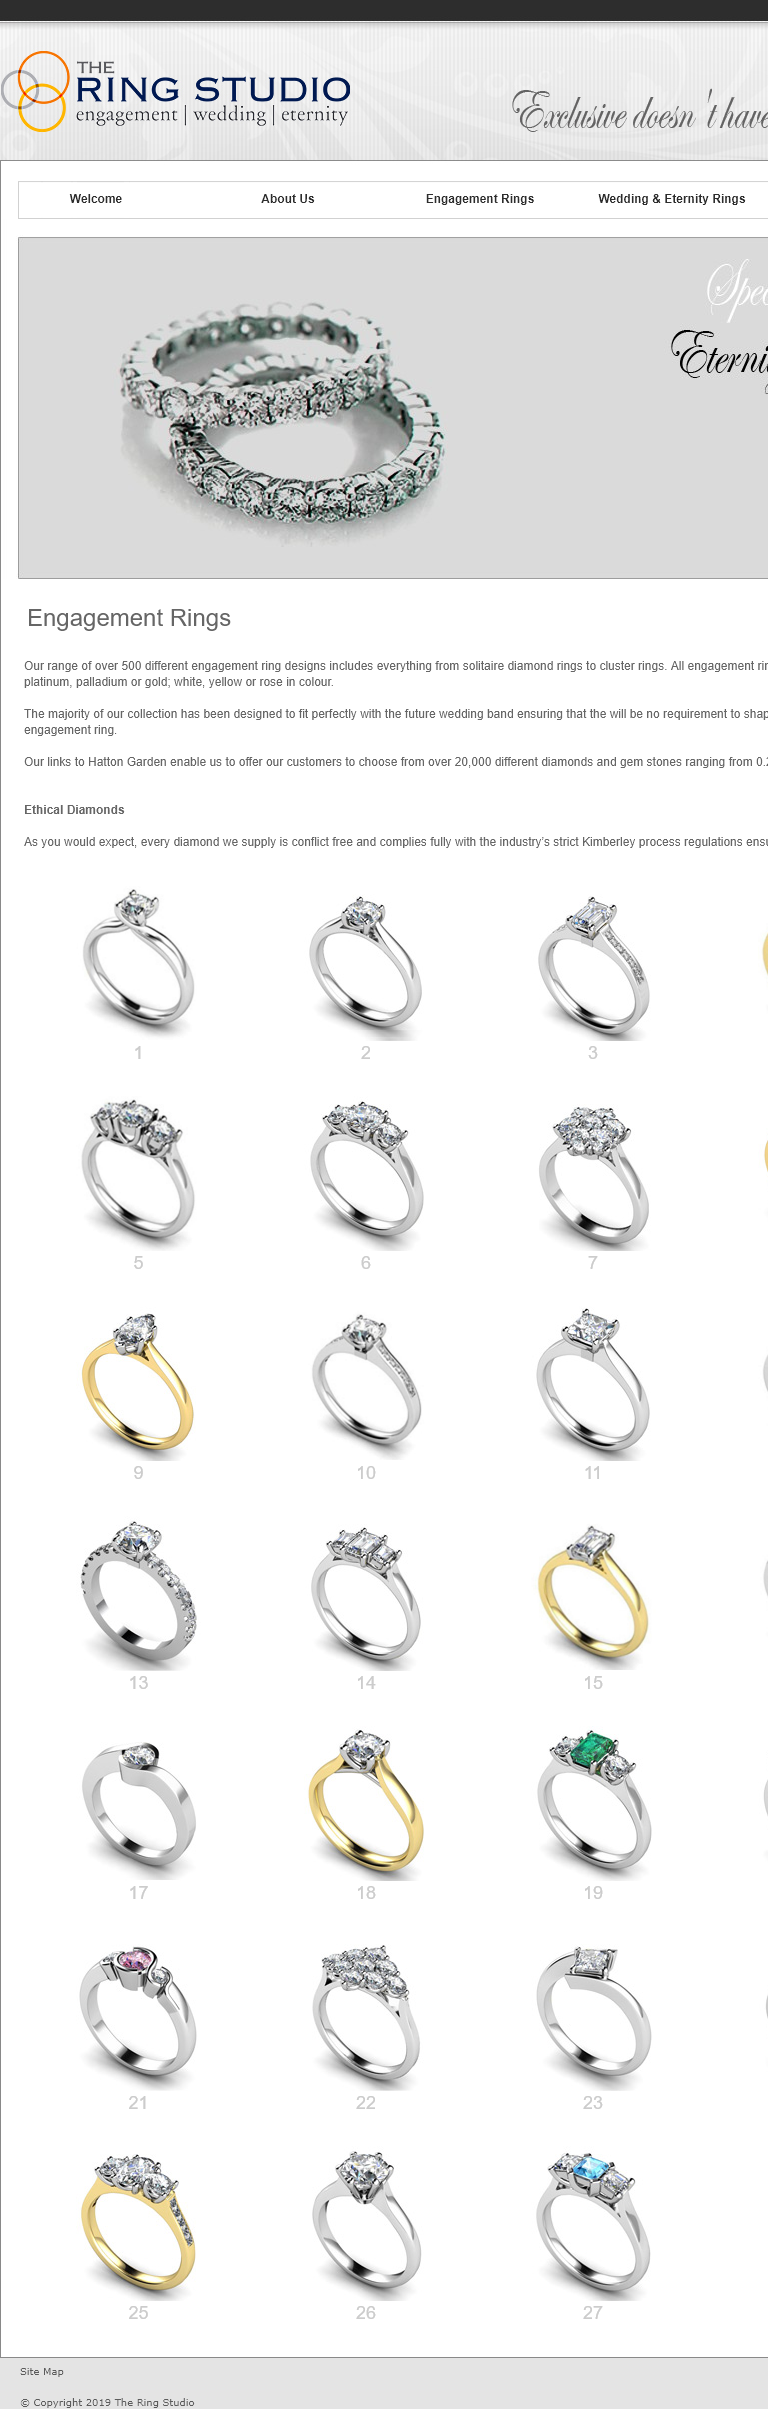 THE
RING STUDIO
engagement | wedding | eternity
Exclusive doesn't have
Welcome About Us Engagement Rings Wedding & Eternity Rings
Engagement Rings
Our range of over 500 different engagement ring designs includes everything from solitaire diamond rings to cluster rings. All engagement
platinum, palladium or gold; white, yellow or rose in colour.
The majority of our collection has been designed to fit perfectly with the future wedding band ensuring that the will be no requirement to
engagement ring.
Our links to Hatton Garden enable us to offer our customers to choose from over 20,000 different diamonds and gem stones ranging from
Ethical Diamonds
As you would expect, every diamond we supply is conflict free and complies fully with the industry's strict Kimberley process regulations
1 2 3
5 6 7
9 10 11
13 14 15
17 18 19
21 22 23
25 26 27
Site Map
© Copyright 2019 The Ring Studio